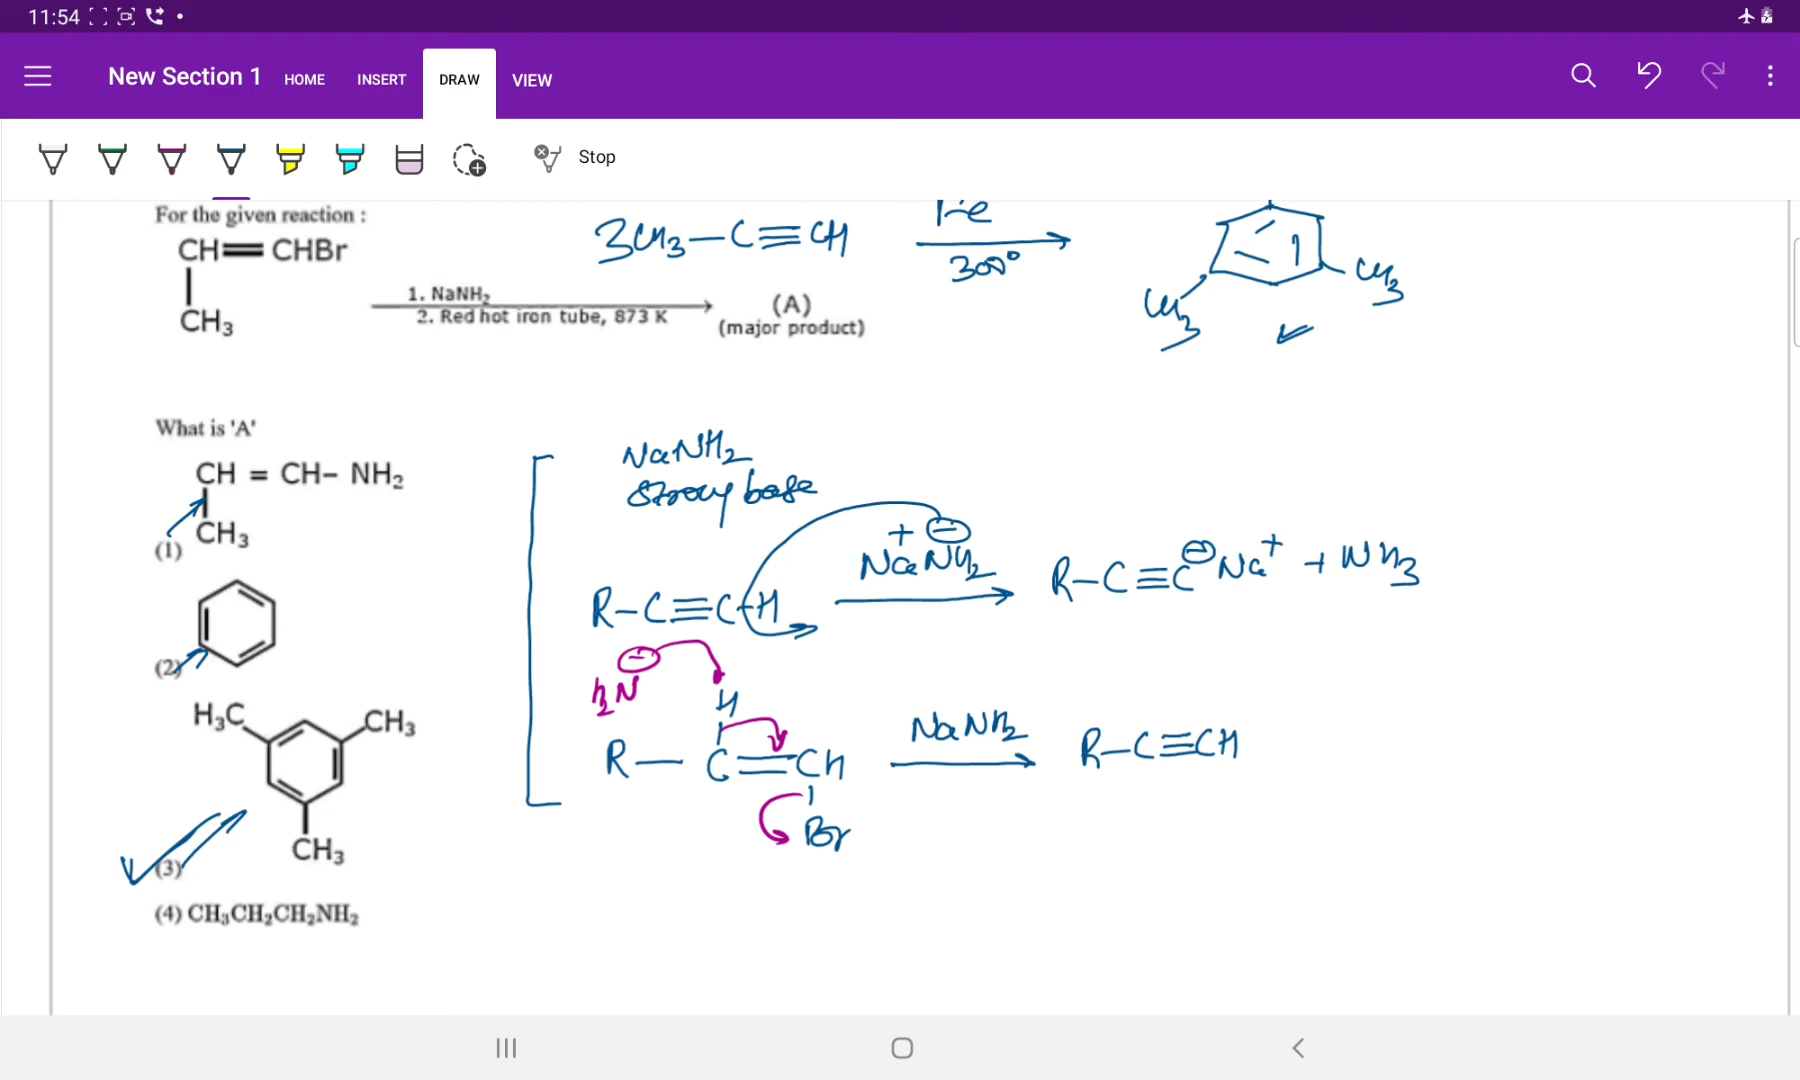 11:54
New Section 1 HOME INSERT DRAW VIEW
Stop
For the given reaction :
CH=CHBr
|
CH₃
1. NaNH₂
2. Red hot iron tube, 873 K
(A)
(major product)
3CH₃—C≡CH
Fe
300°
CH₃
CH₃
What is 'A'
CH = CH– NH₂
CH₃
(1)
(2)
H₃C
CH₃
CH₃
(3)
(4) CH₃CH₂CH₂NH₂
NaNH₂
Strong base
R—C≡C–H
+ –
NaNH₂
R—C≡C⊖Na⁺ + NH₃
⊖
h₂N
H
R—C=CH
Br
NaNH₂
R—C≡CH